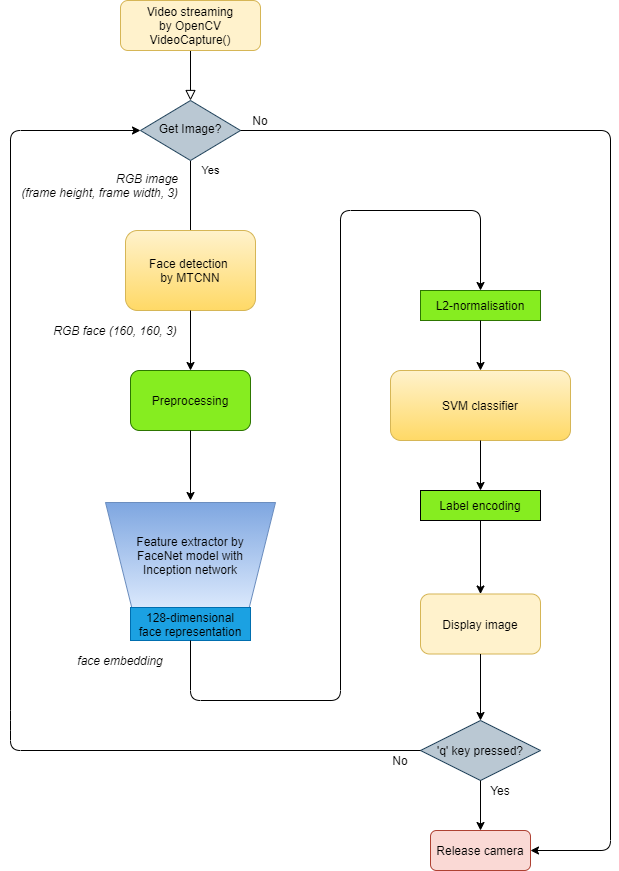 Video streaming
by OpenCV
VideoCapture()
Get Image?
No
Yes
RGB image
(frame height, frame width, 3)
Face detection
by MTCNN
RGB face (160, 160, 3)
Preprocessing
Feature extractor by
FaceNet model with
Inception network
128-dimensional
face representation
face embedding
L2-normalisation
SVM classifier
Label encoding
Display image
'q' key pressed?
No
Yes
Release camera